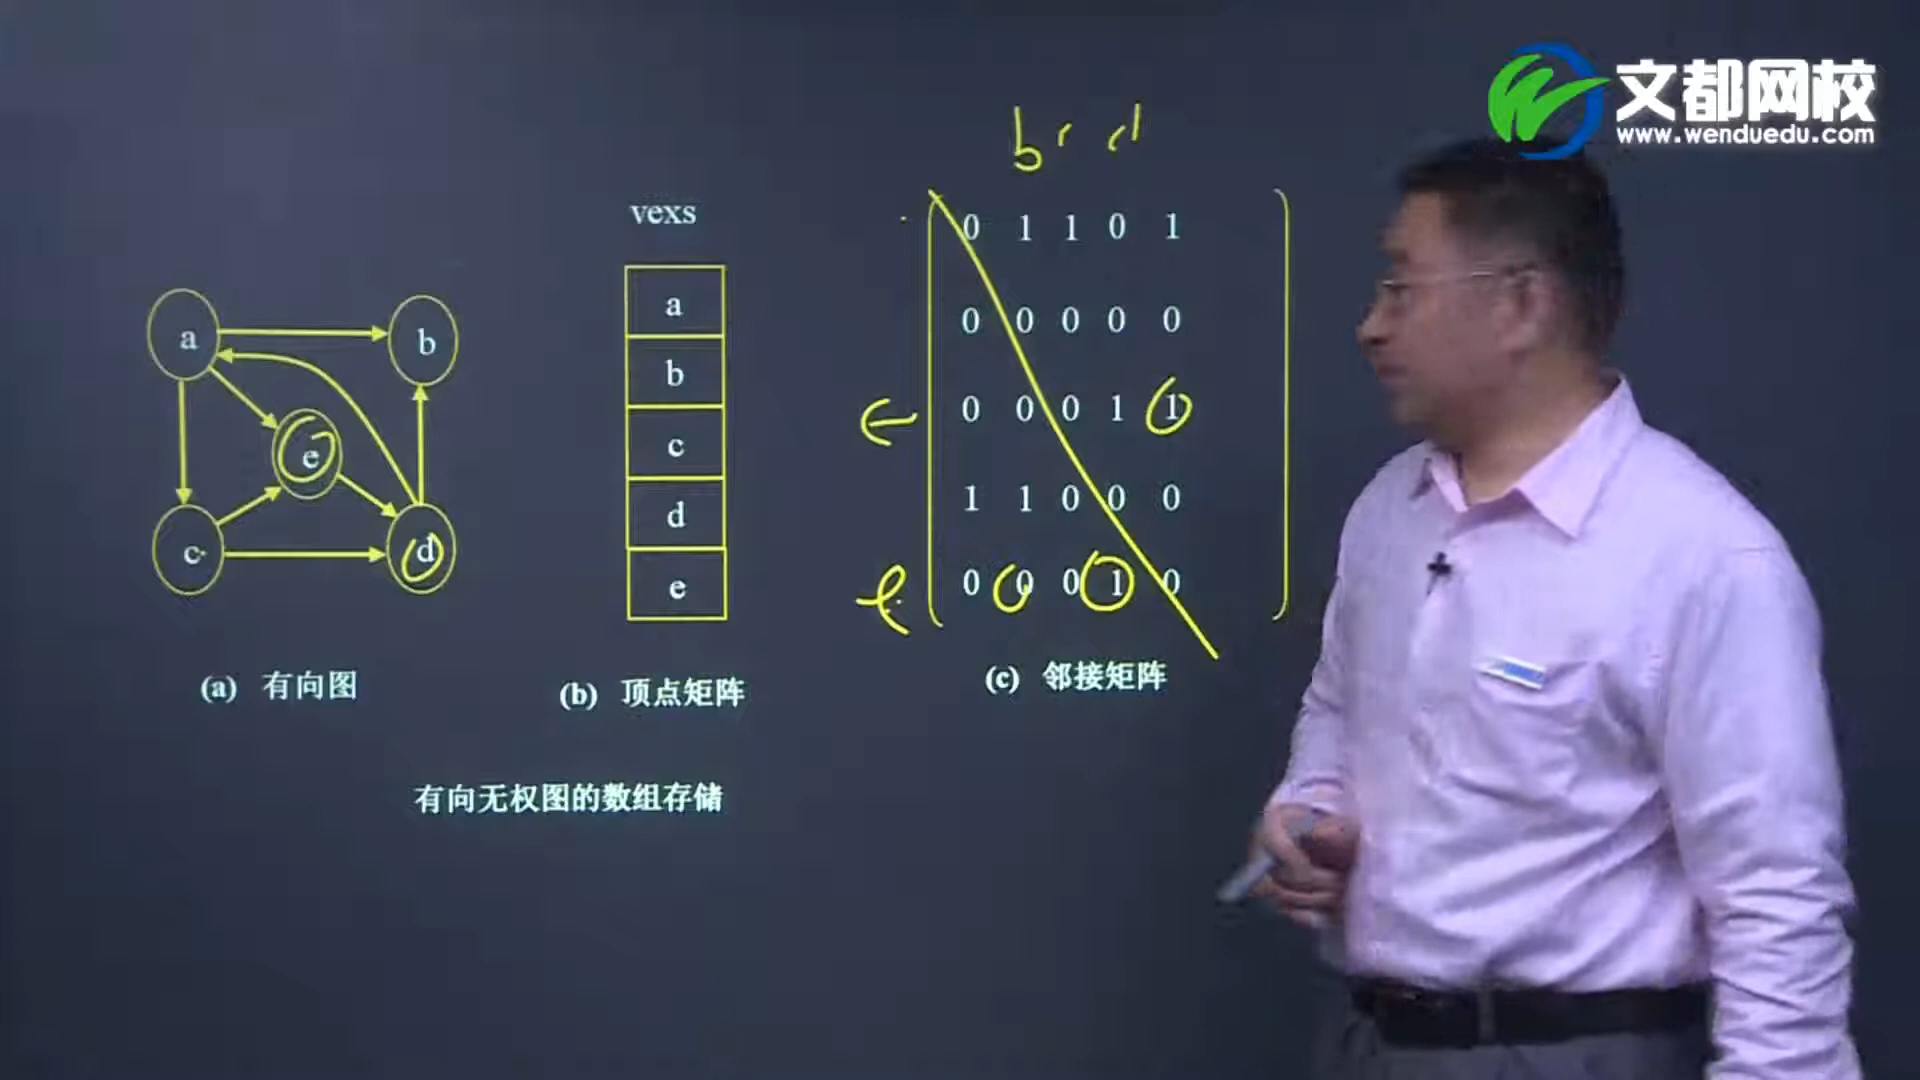 文都网校
www.wenduedu.com
b c d
vexs
a
b
c
d
e
a
b
e
c
d
0 1 1 0 1
0 0 0 0 0
0 0 0 1 1
1 1 0 0 0
e 0 0 0 1 0
(a) 有向图
(b) 顶点矩阵
(c) 邻接矩阵
有向无权图的数组存储